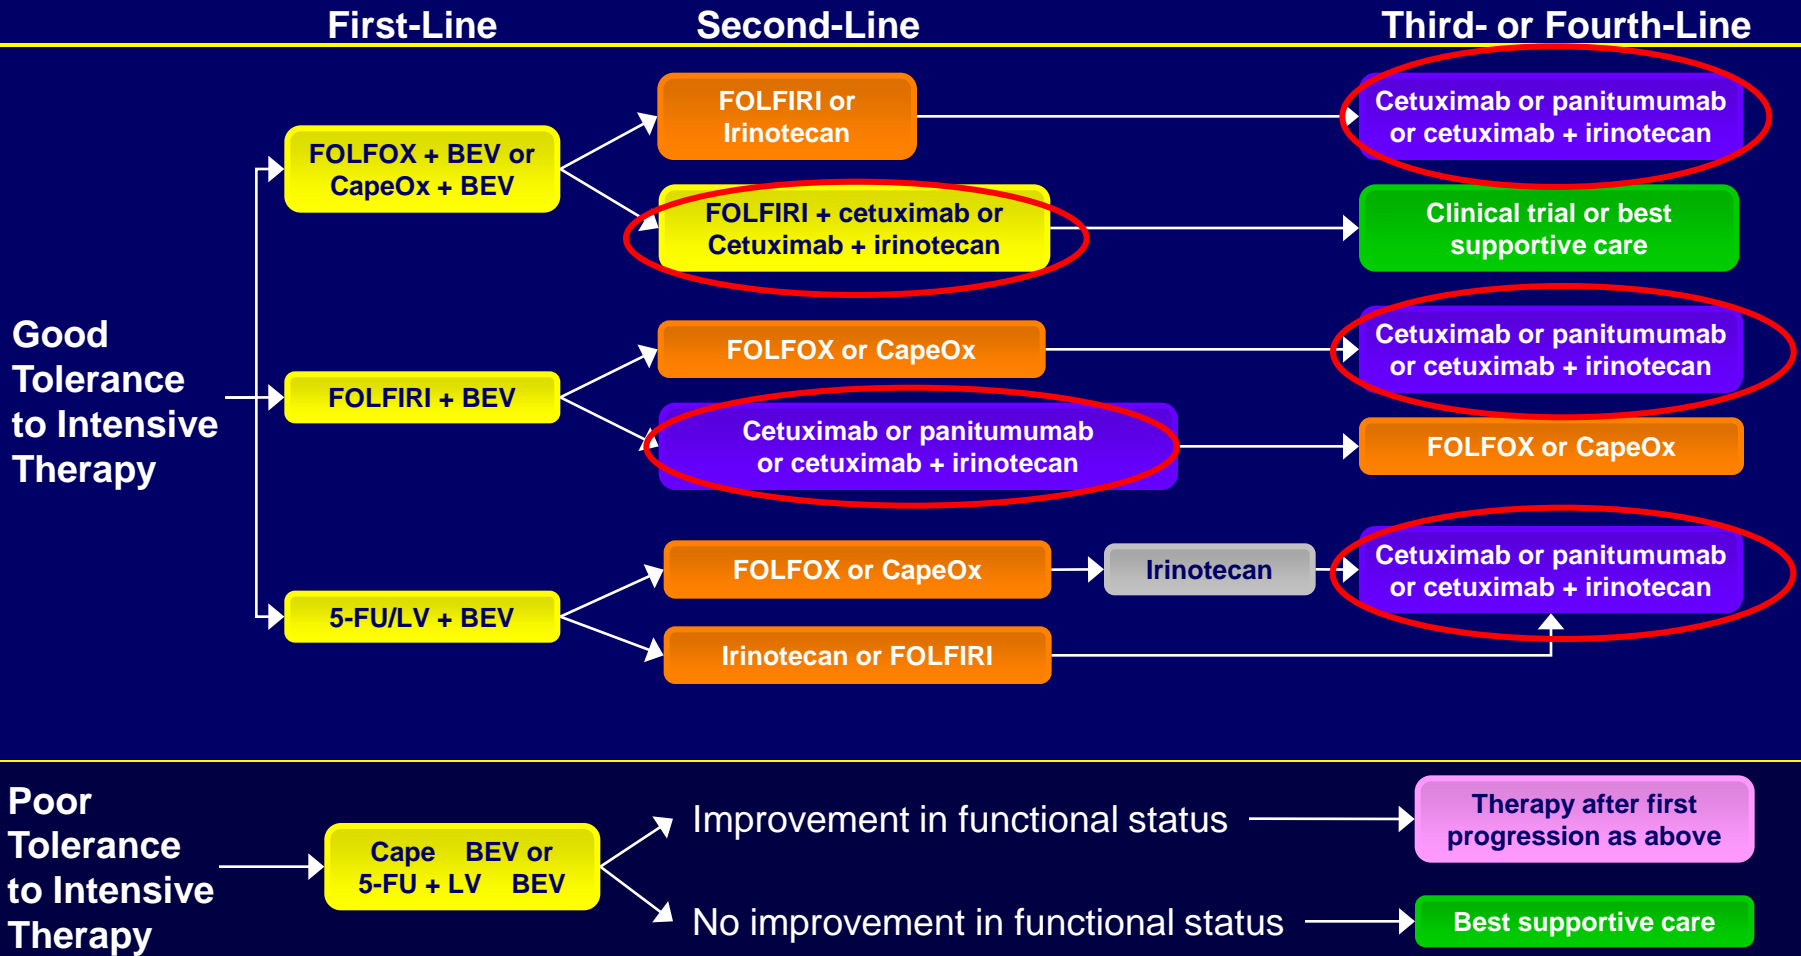 First-Line
Second-Line
Third- or Fourth-Line
Good
Tolerance
to Intensive
Therapy
FOLFOX + BEV or
CapeOx + BEV
FOLFIRI or
Irinotecan
Cetuximab or panitumumab
or cetuximab + irinotecan
FOLFIRI + cetuximab or
Cetuximab + irinotecan
Clinical trial or best
supportive care
FOLFIRI + BEV
FOLFOX or CapeOx
Cetuximab or panitumumab
or cetuximab + irinotecan
Cetuximab or panitumumab
or cetuximab + irinotecan
FOLFOX or CapeOx
5-FU/LV + BEV
FOLFOX or CapeOx
Irinotecan
Cetuximab or panitumumab
or cetuximab + irinotecan
Irinotecan or FOLFIRI
Poor
Tolerance
to Intensive
Therapy
Cape BEV or
5-FU + LV BEV
Improvement in functional status
Therapy after first
progression as above
No improvement in functional status
Best supportive care